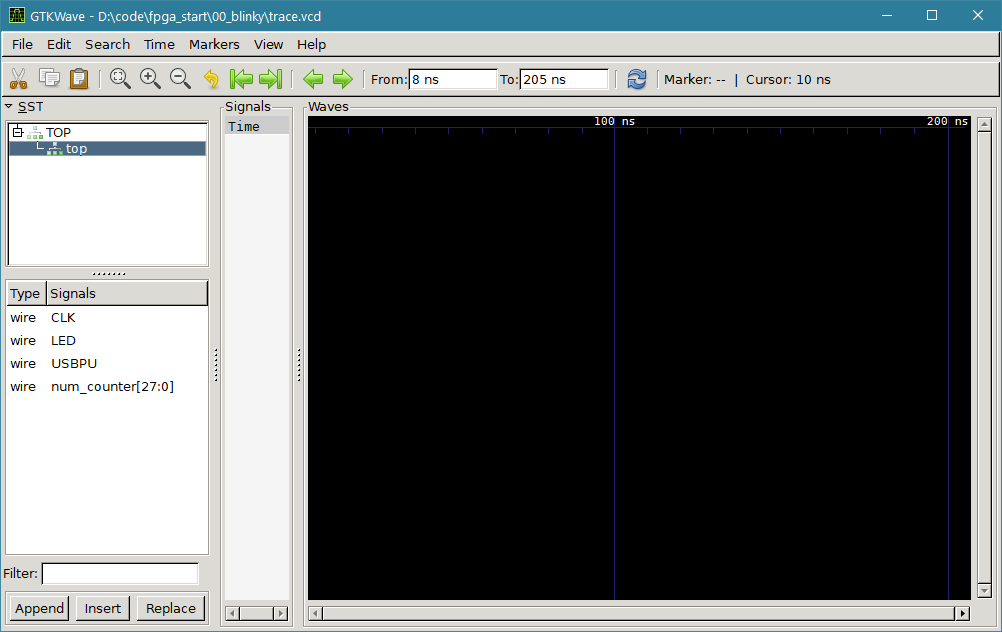 GTKWave - D:\code\fpga_start\00_blinky\trace.vcd
File Edit Search Time Markers View Help
From: 8 ns To: 205 ns Marker: -- | Cursor: 10 ns
SST
TOP
top
Type Signals
wire CLK
wire LED
wire USBPU
wire num_counter[27:0]
Filter:
Append Insert Replace
Signals
Time
Waves
100 ns 200 ns